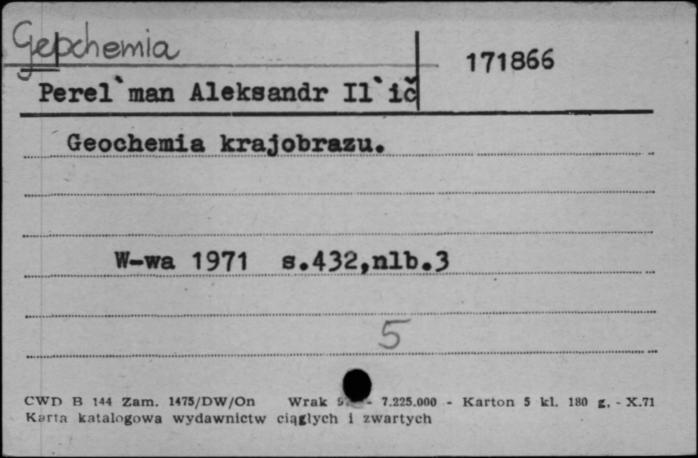 Geochemia
171866
Perel`man Aleksandr Il`ič
Geochemia krajobrazu.
W-wa 1971 s.432,nlb.3
5
CWD B 144 Zam. 1475/DW/On Wrak - 7.225.000 - Karton 5 kl. 180 g. - X.71
Karta katalogowa wydawnictw ciągłych i zwartych